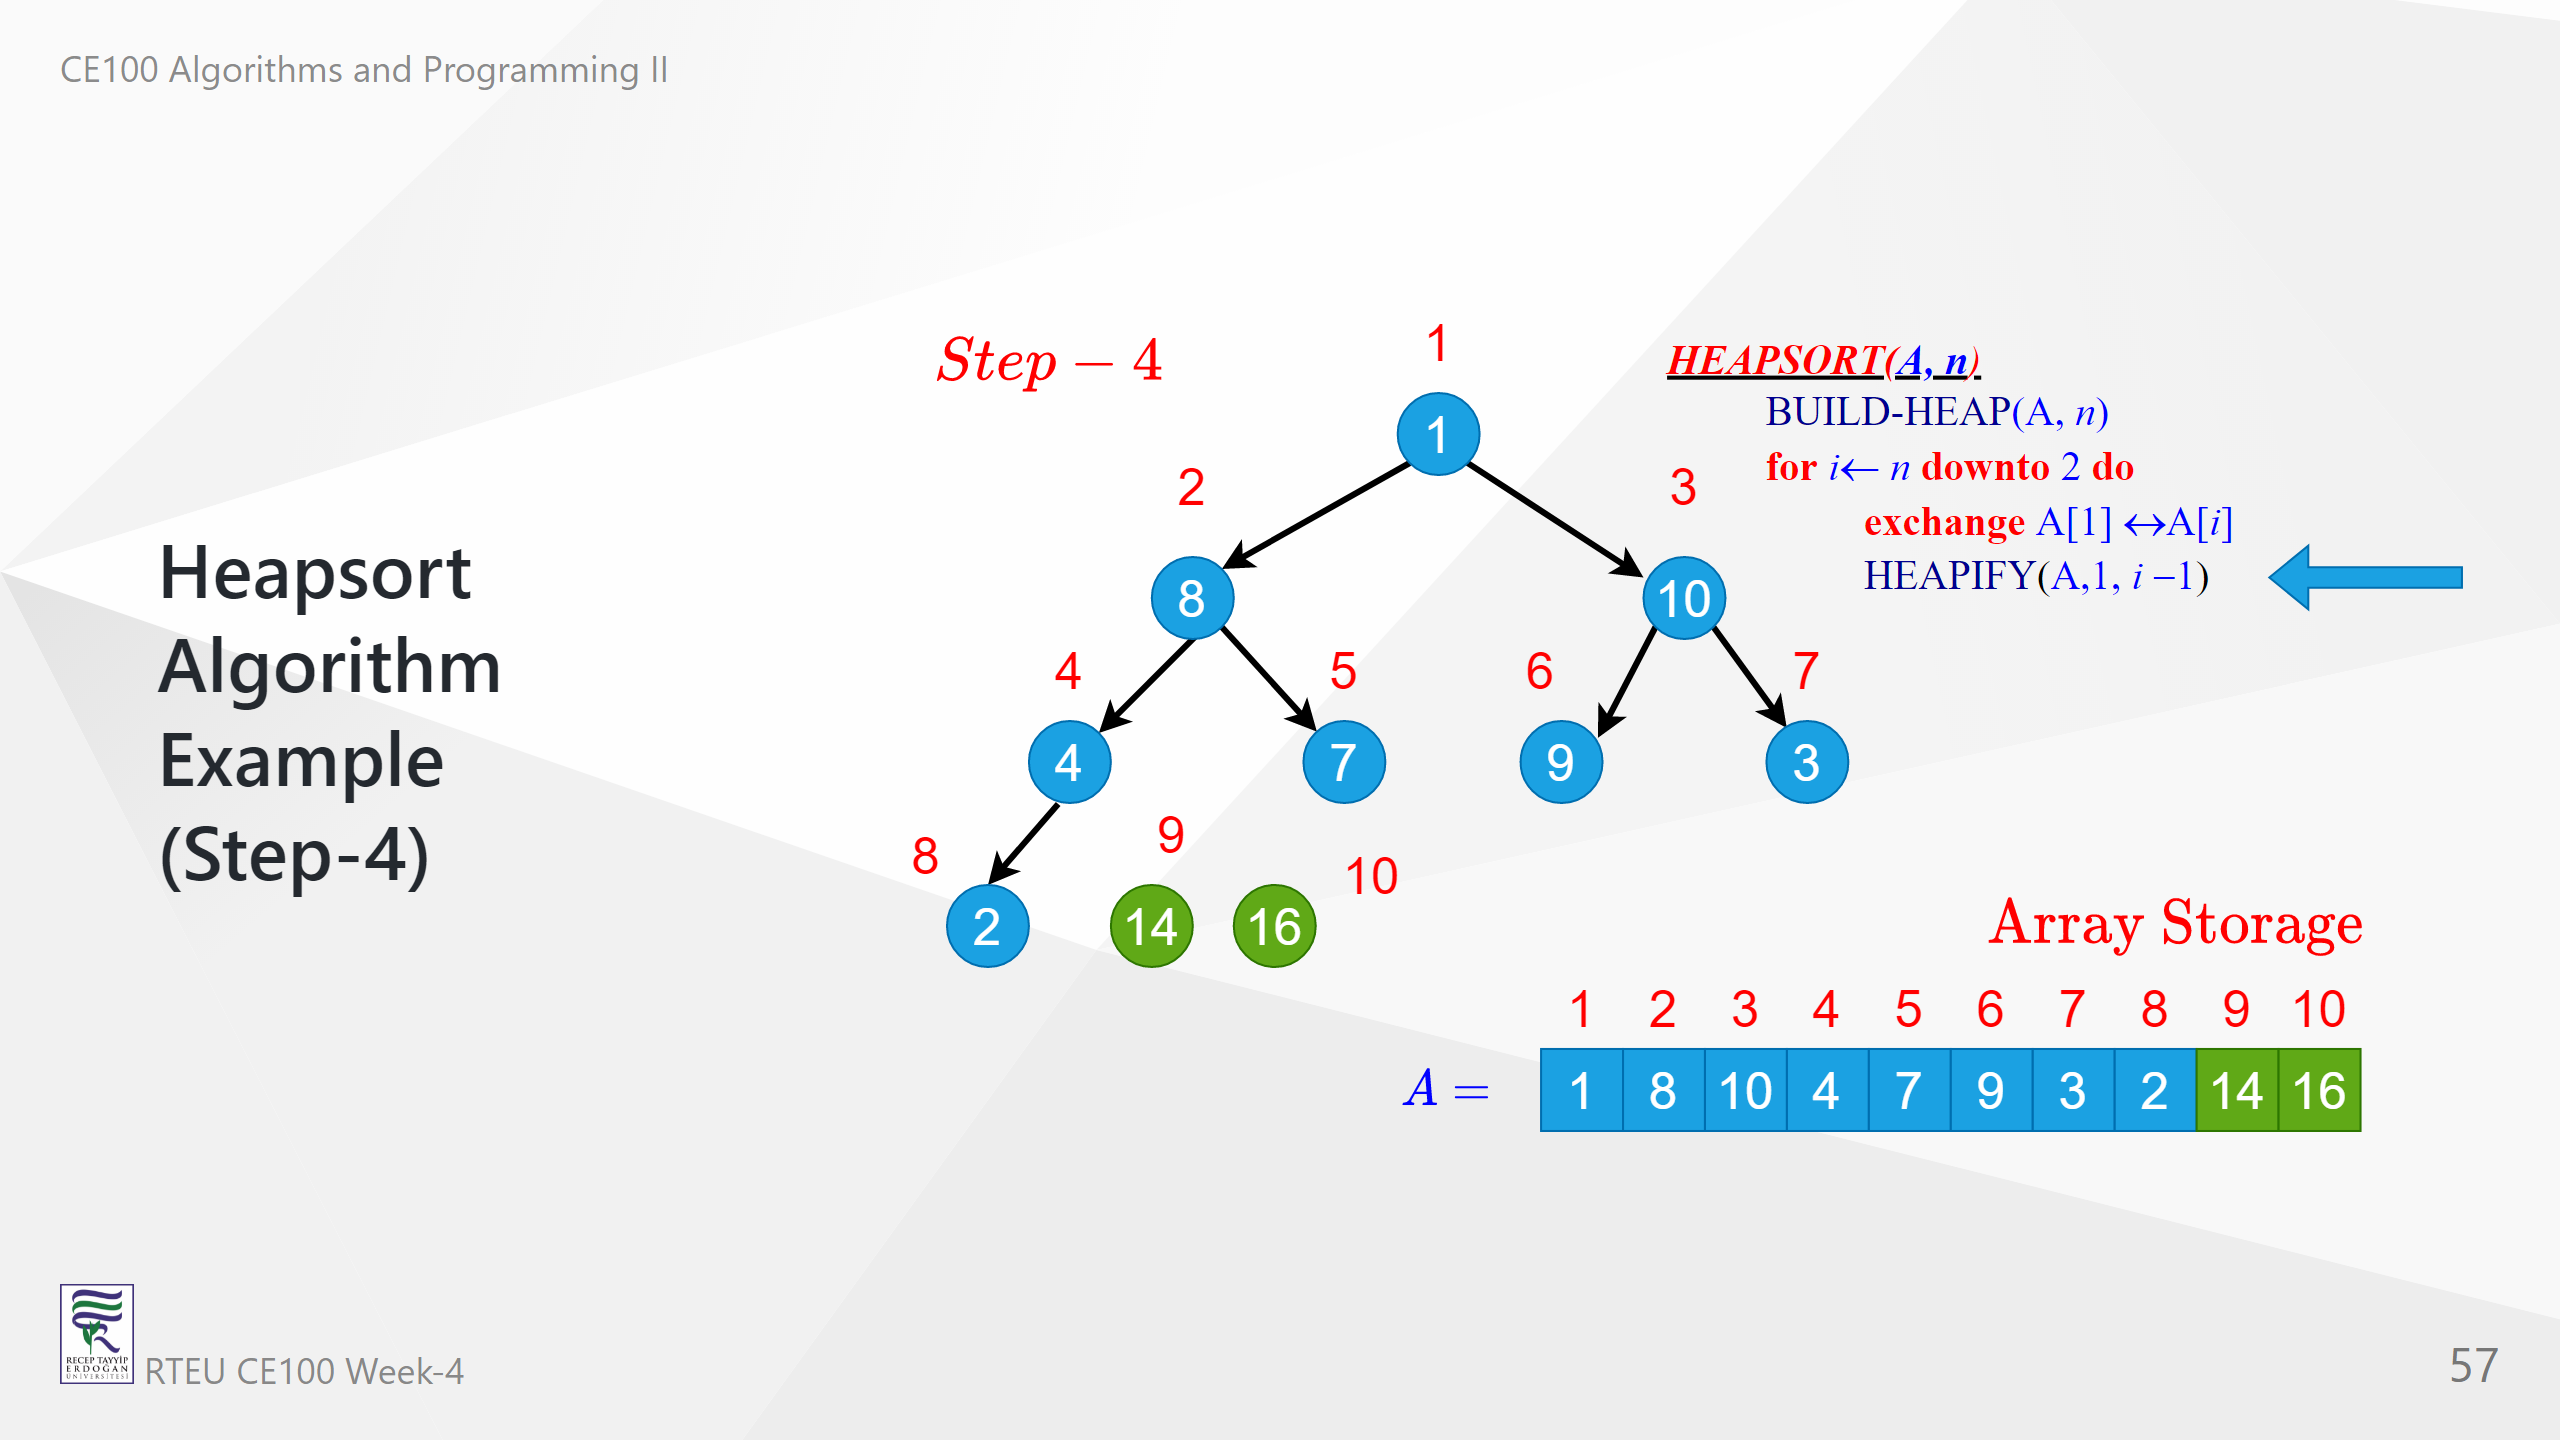 CE100 Algorithms and Programming II
Heapsort
Algorithm
Example
(Step-4)
Step − 4
1
1
2
3
8
10
4
5
6
7
4
7
9
3
8
9
10
2
14
16
HEAPSORT(A, n)
BUILD-HEAP(A, n)
for i← n downto 2 do
exchange A[1] ↔A[i]
HEAPIFY(A,1, i −1)
Array Storage
1 2 3 4 5 6 7 8 9 10
A = 1 8 10 4 7 9 3 2 14 16
RECEP TAYYİP
ERDOĞAN
ÜNİVERSİTESİ
RTEU CE100 Week-4
57